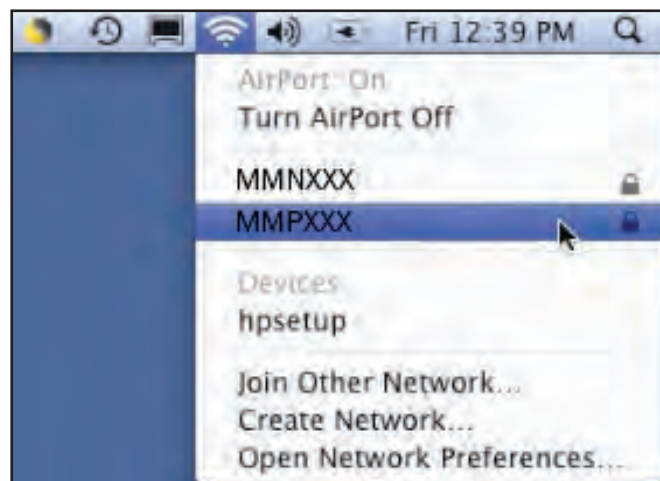 Fri 12:39 PM
AirPort: On
Turn AirPort Off
MMNXXX
MMPXXX
Devices
hpsetup
Join Other Network...
Create Network...
Open Network Preferences...